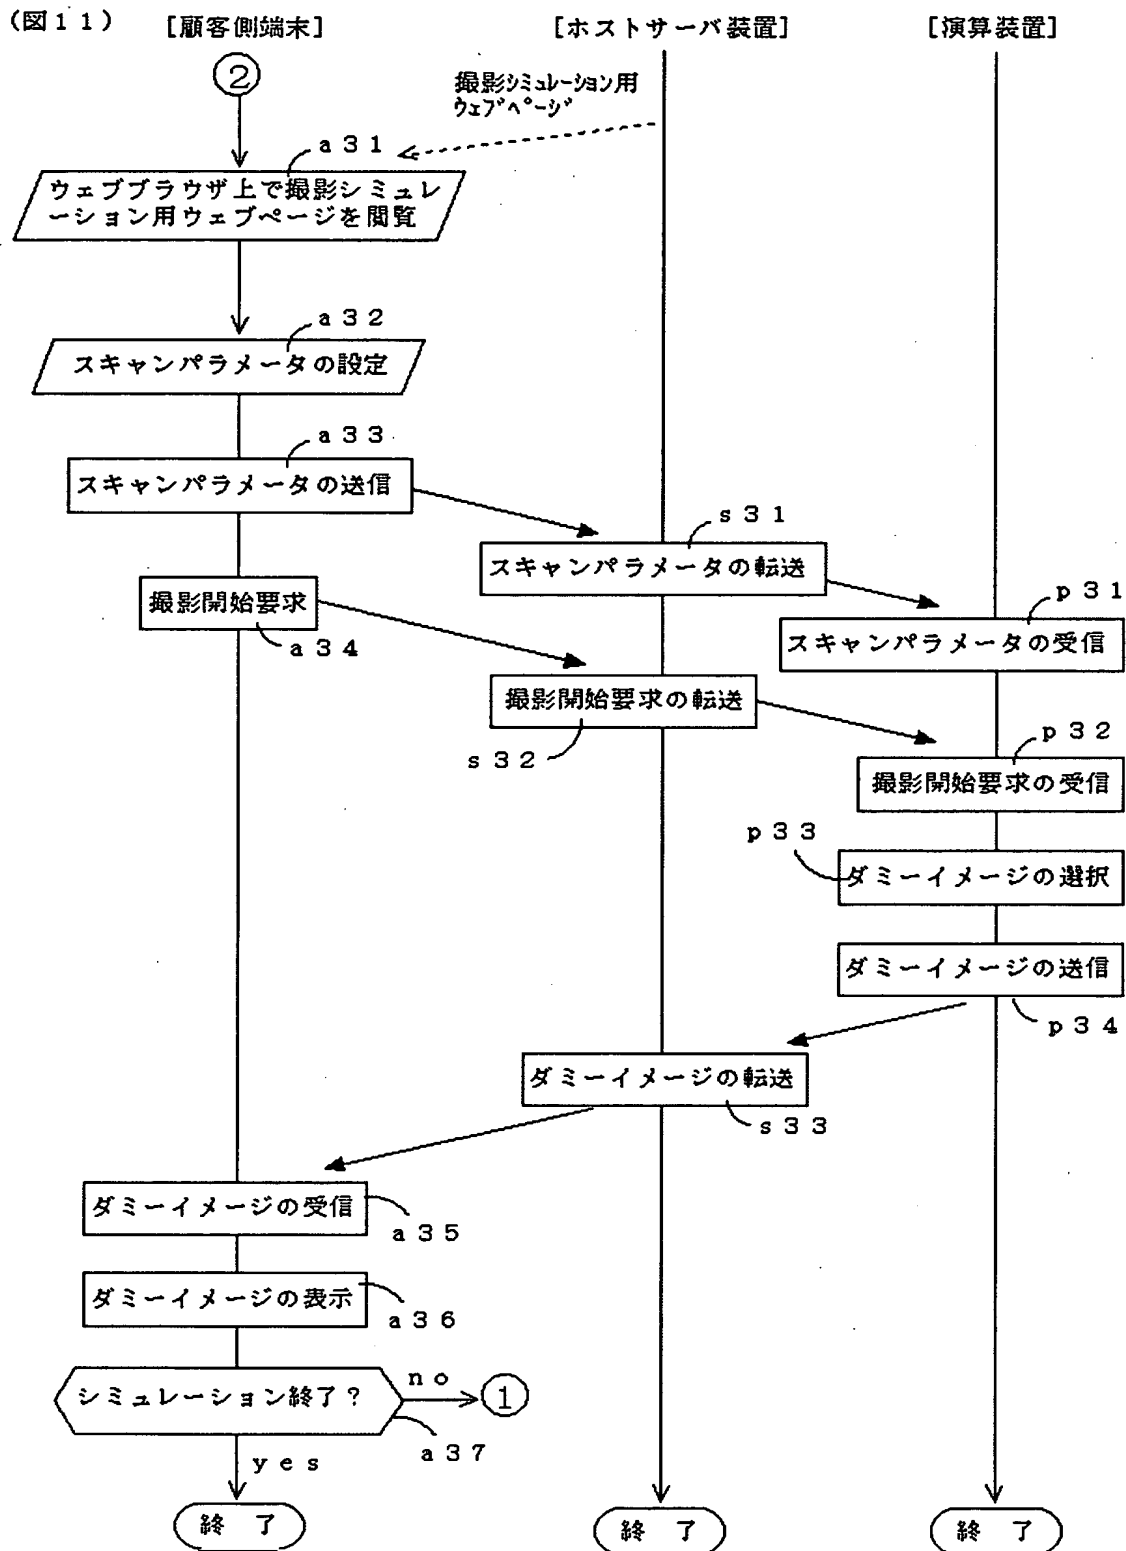 (図11)
[顧客側端末]
[ホストサーバ装置]
[演算装置]
②
撮影シミュレーション用
ウェブページ
a31
ウェブブラウザ上で撮影シミュレ
ーション用ウェブページを閲覧
a32
スキャンパラメータの設定
a33
スキャンパラメータの送信
s31
スキャンパラメータの転送
撮影開始要求
a34
p31
スキャンパラメータの受信
撮影開始要求の転送
s32
p32
撮影開始要求の受信
p33
ダミーイメージの選択
ダミーイメージの送信
p34
ダミーイメージの転送
s33
ダミーイメージの受信
a35
ダミーイメージの表示
a36
シミュレーション終了?
no
①
a37
yes
終 了
終 了
終 了